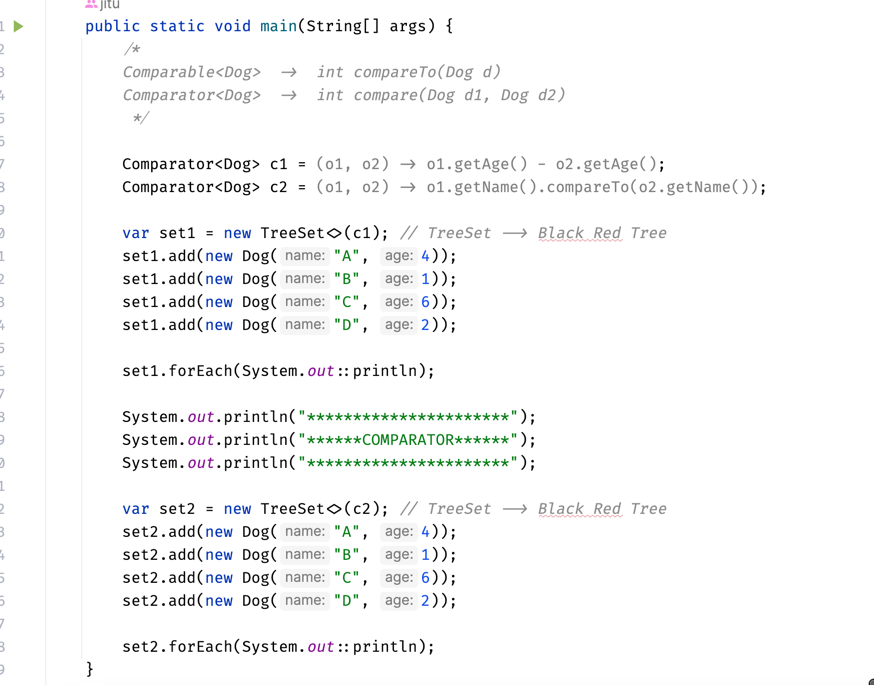 jitu
1 public static void main(String[] args) {
2 /*
3 Comparable<Dog> -> int compareTo(Dog d)
4 Comparator<Dog> -> int compare(Dog d1, Dog d2)
5 */
6
7 Comparator<Dog> c1 = (o1, o2) -> o1.getAge() - o2.getAge();
8 Comparator<Dog> c2 = (o1, o2) -> o1.getName().compareTo(o2.getName());
9
0 var set1 = new TreeSet<>(c1); // TreeSet --> Black Red Tree
1 set1.add(new Dog( name: "A", age: 4));
2 set1.add(new Dog( name: "B", age: 1));
3 set1.add(new Dog( name: "C", age: 6));
4 set1.add(new Dog( name: "D", age: 2));
5
6 set1.forEach(System.out::println);
7
8 System.out.println("**********************");
9 System.out.println("******COMPARATOR******");
0 System.out.println("**********************");
1
2 var set2 = new TreeSet<>(c2); // TreeSet --> Black Red Tree
3 set2.add(new Dog( name: "A", age: 4));
4 set2.add(new Dog( name: "B", age: 1));
5 set2.add(new Dog( name: "C", age: 6));
6 set2.add(new Dog( name: "D", age: 2));
7
8 set2.forEach(System.out::println);
9 }